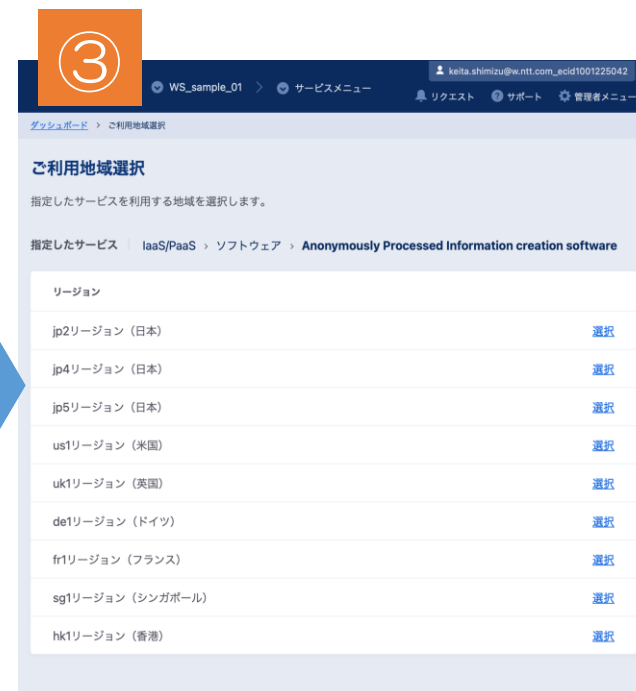 ③
keita.shimizu@w.ntt.com_ecid1001225042
WS_sample_01 > サービスメニュー
リクエスト サポート 管理者メニュー
ダッシュボード > ご利用地域選択
ご利用地域選択
指定したサービスを利用する地域を選択します。
指定したサービス IaaS/PaaS > ソフトウェア > Anonymously Processed Information creation software
リージョン
jp2リージョン（日本） 選択
jp4リージョン（日本） 選択
jp5リージョン（日本） 選択
us1リージョン（米国） 選択
uk1リージョン（英国） 選択
de1リージョン（ドイツ） 選択
fr1リージョン（フランス） 選択
sg1リージョン（シンガポール） 選択
hk1リージョン（香港） 選択